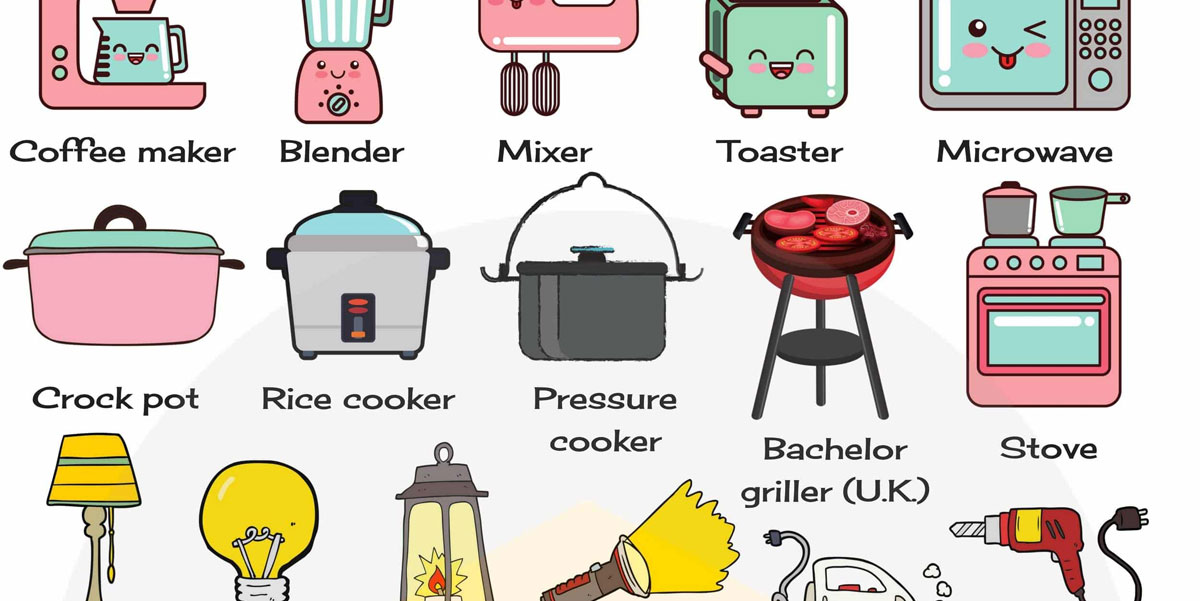 Coffee maker
Blender
Mixer
Toaster
Microwave
Crock pot
Rice cooker
Pressure
cooker
Bachelor
griller (U.K.)
Stove